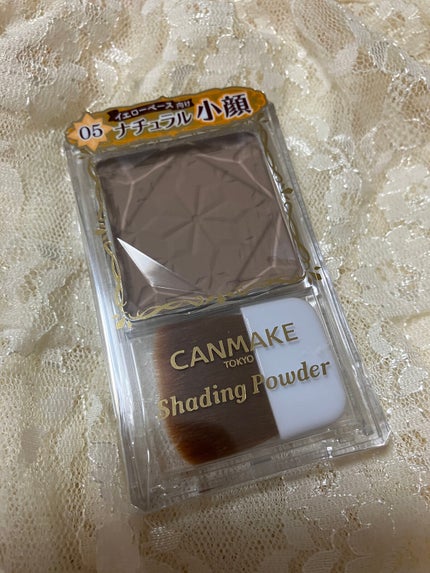 イエローベース向け
05 ナチュラル小顔
CANMAKE
TOKYO
Shading Powder